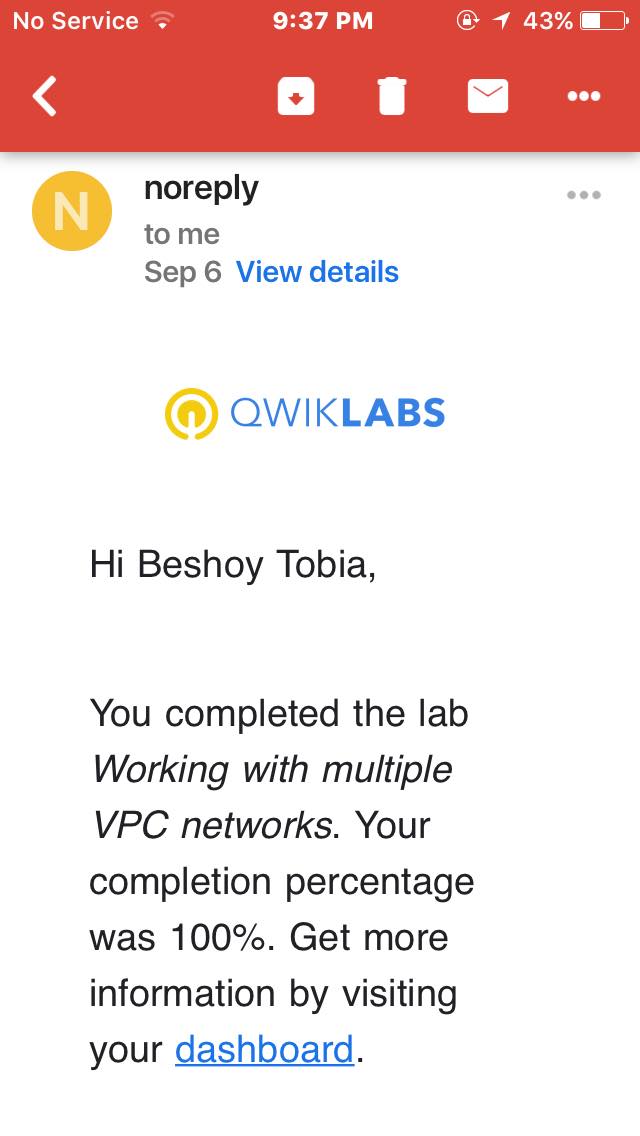 No Service 9:37 PM 43%
N
noreply
to me
Sep 6 View details
QWIKLABS
Hi Beshoy Tobia,
You completed the lab
Working with multiple
VPC networks. Your
completion percentage
was 100%. Get more
information by visiting
your dashboard.